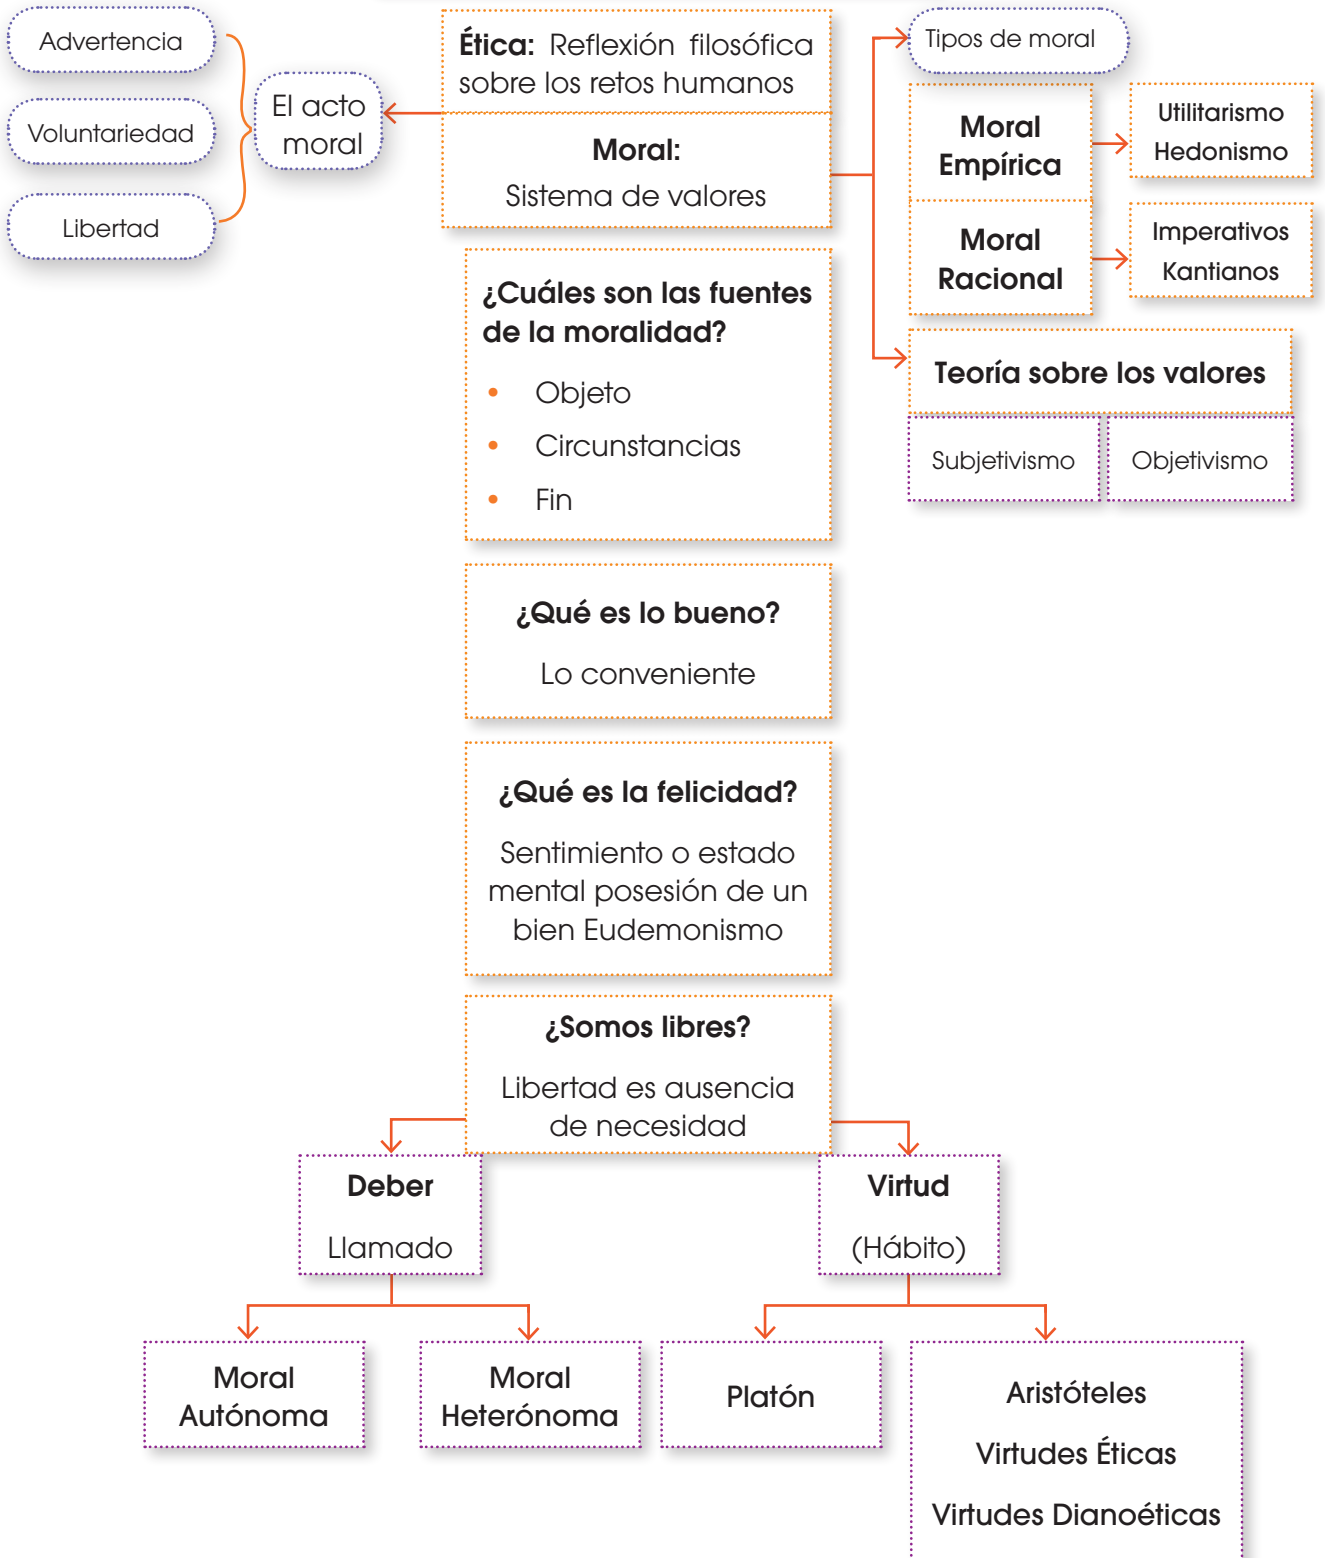 Advertencia
Voluntariedad
Libertad
El acto
moral
Ética: Reflexión filosófica
sobre los retos humanos
Moral:
Sistema de valores
Tipos de moral
Moral
Empírica
Utilitarismo
Hedonismo
Moral
Racional
Imperativos
Kantianos
Teoría sobre los valores
Subjetivismo
Objetivismo
¿Cuáles son las fuentes
de la moralidad?
• Objeto
• Circunstancias
• Fin
¿Qué es lo bueno?
Lo conveniente
¿Qué es la felicidad?
Sentimiento o estado
mental posesión de un
bien Eudemonismo
¿Somos libres?
Libertad es ausencia
de necesidad
Deber
Llamado
Virtud
(Hábito)
Moral
Autónoma
Moral
Heterónoma
Platón
Aristóteles
Virtudes Éticas
Virtudes Dianoéticas